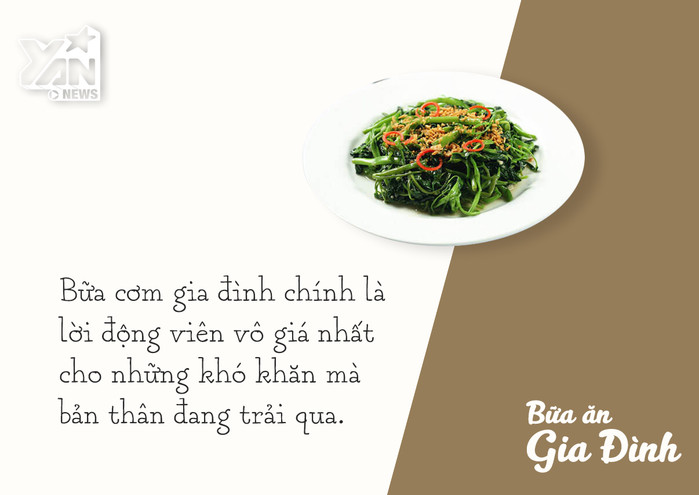 YAN
NEWS
Bữa cơm gia đình chính là
lời động viên vô giá nhất
cho những khó khăn mà
bản thân đang trải qua.
Bữa ăn
Gia Đình